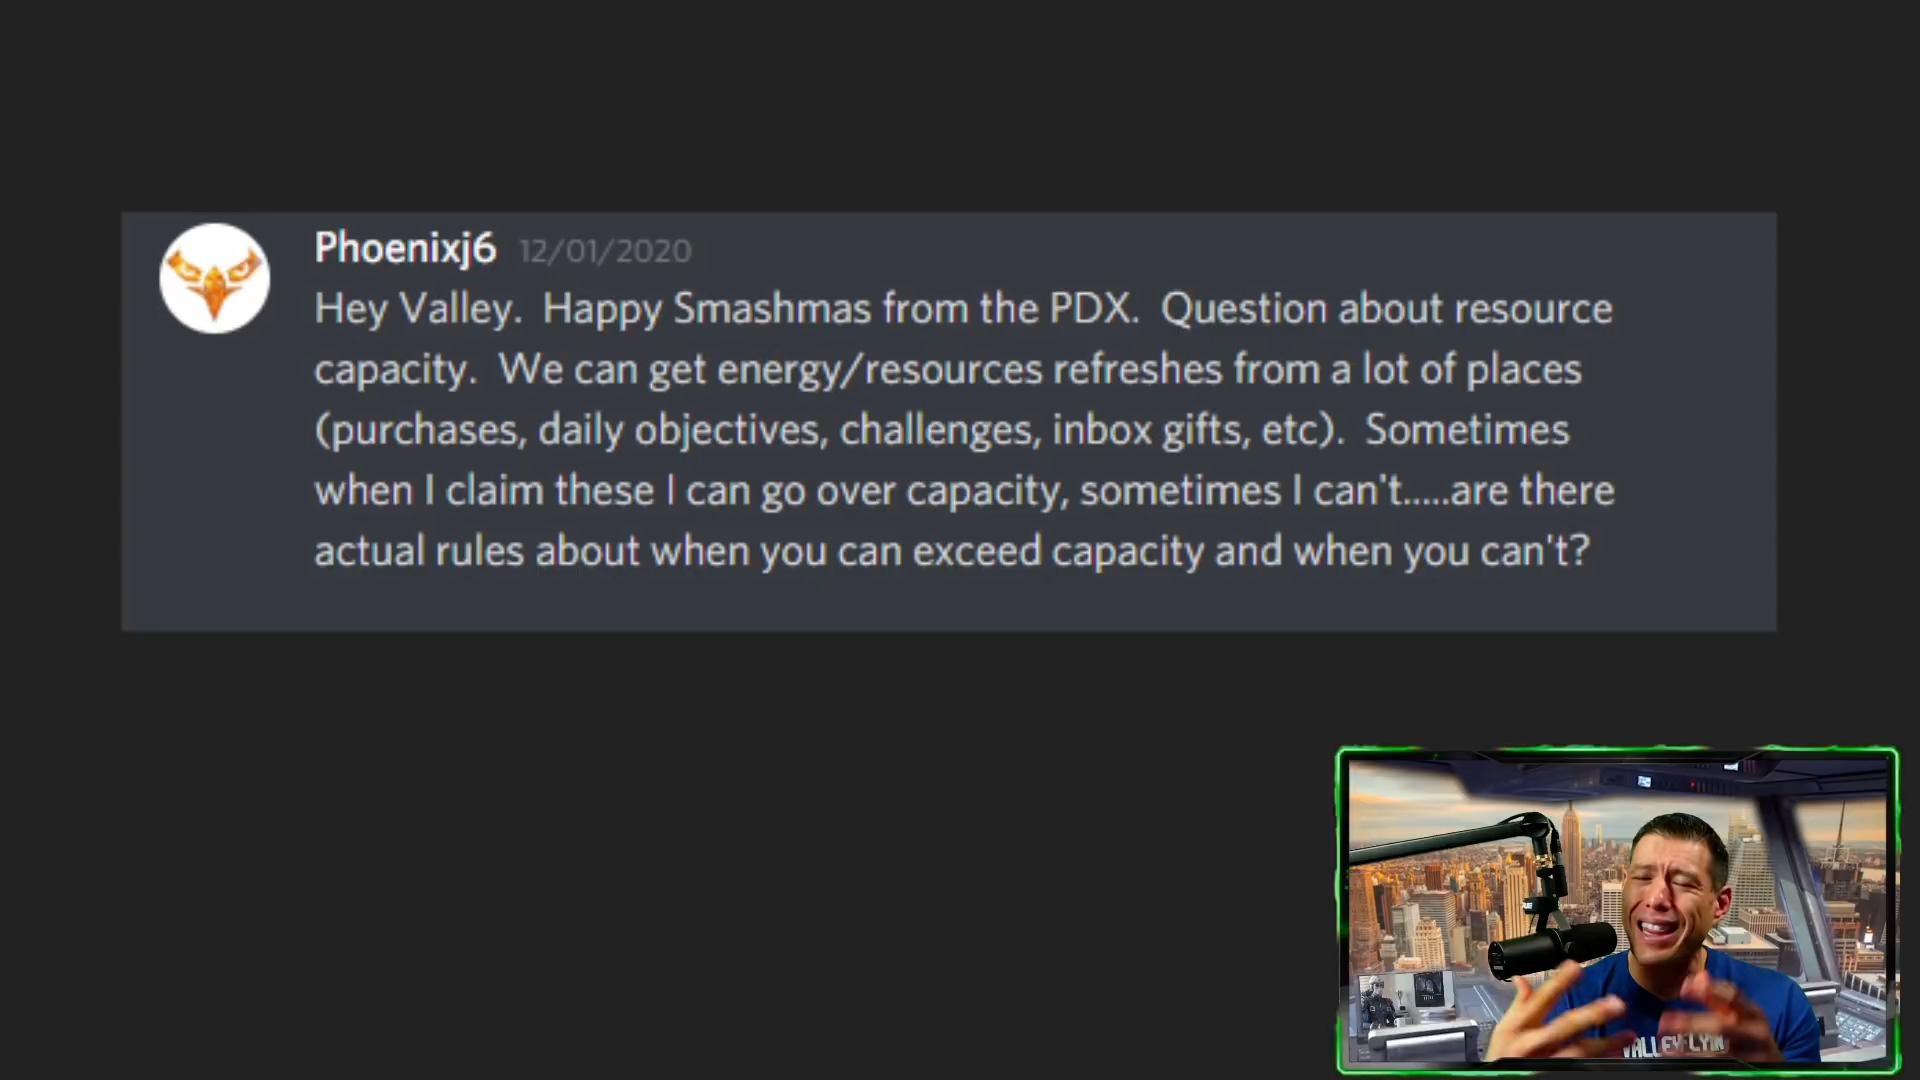 Phoenixj6 12/01/2020
Hey Valley.  Happy Smashmas from the PDX.  Question about resource
capacity.  We can get energy/resources refreshes from a lot of places
(purchases, daily objectives, challenges, inbox gifts, etc).  Sometimes
when I claim these I can go over capacity, sometimes I can't.....are there
actual rules about when you can exceed capacity and when you can't?
VALLEYFLYIN